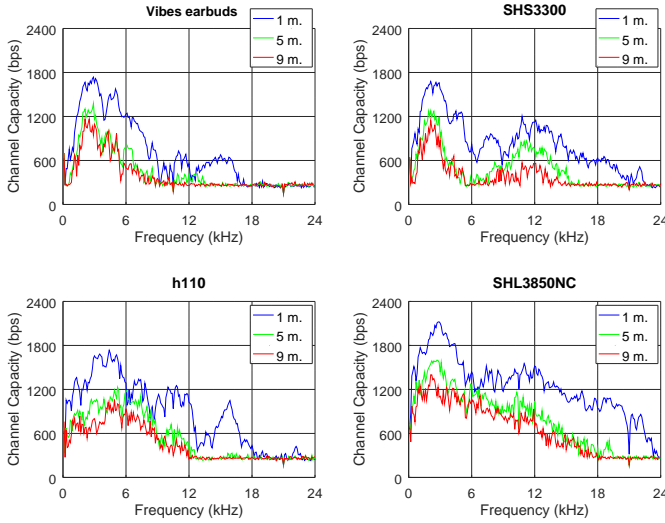 Vibes earbuds
Channel Capacity (bps)
2400
1800
1200
600
0
0 6 12 18 24
Frequency (kHz)
1 m.
5 m.
9 m.
SHS3300
Channel Capacity (bps)
2400
1800
1200
600
0
0 6 12 18 24
Frequency (kHz)
1 m.
5 m.
9 m.
h110
Channel Capacity (bps)
2400
1800
1200
600
0
0 6 12 18 24
Frequency (kHz)
1 m.
5 m.
9 m.
SHL3850NC
Channel Capacity (bps)
2400
1800
1200
600
0
0 6 12 18 24
Frequency (kHz)
1 m.
5 m.
9 m.